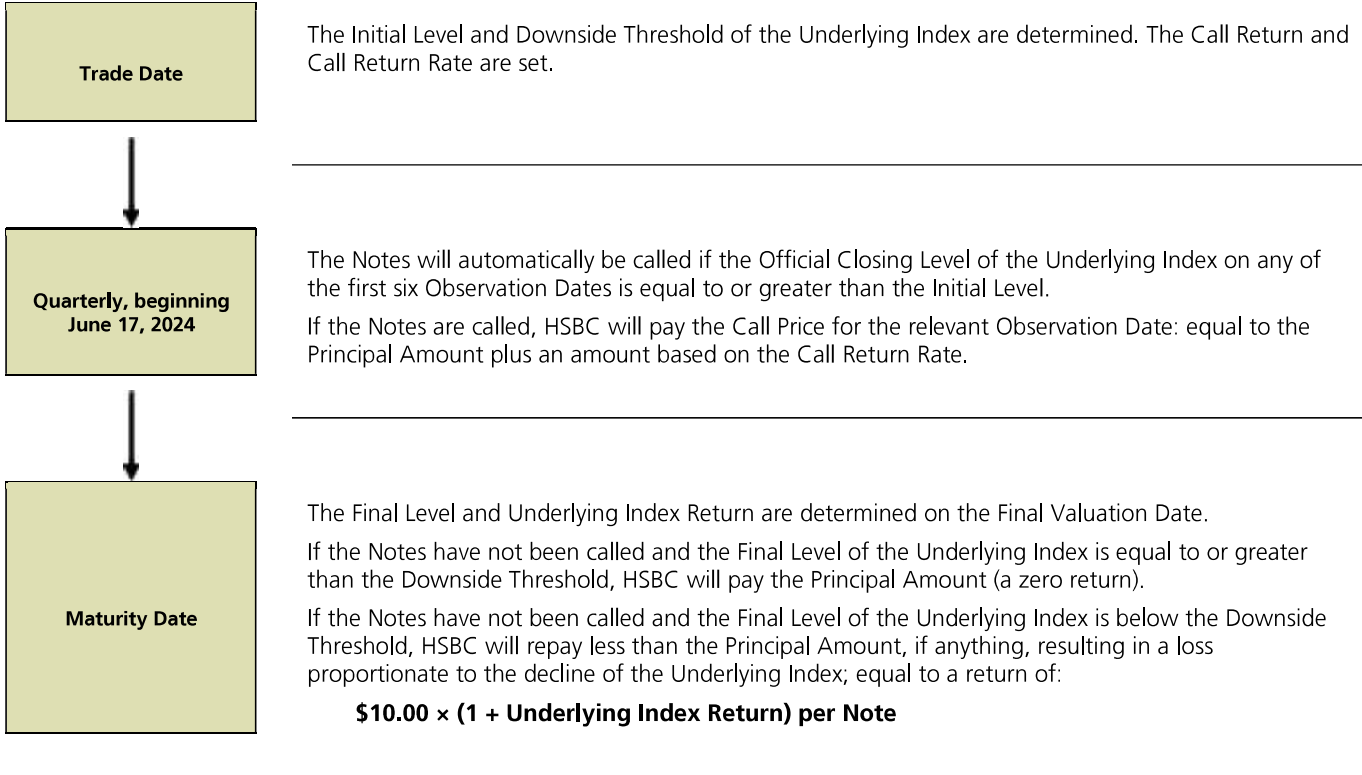 Trade Date
The Initial Level and Downside Threshold of the Underlying Index are determined. The Call Return and
Call Return Rate are set.
Quarterly, beginning
June 17, 2024
The Notes will automatically be called if the Official Closing Level of the Underlying Index on any of
the first six Observation Dates is equal to or greater than the Initial Level.
If the Notes are called, HSBC will pay the Call Price for the relevant Observation Date: equal to the
Principal Amount plus an amount based on the Call Return Rate.
Maturity Date
The Final Level and Underlying Index Return are determined on the Final Valuation Date.
If the Notes have not been called and the Final Level of the Underlying Index is equal to or greater
than the Downside Threshold, HSBC will pay the Principal Amount (a zero return).
If the Notes have not been called and the Final Level of the Underlying Index is below the Downside
Threshold, HSBC will repay less than the Principal Amount, if anything, resulting in a loss
proportionate to the decline of the Underlying Index; equal to a return of:
$10.00 × (1 + Underlying Index Return) per Note